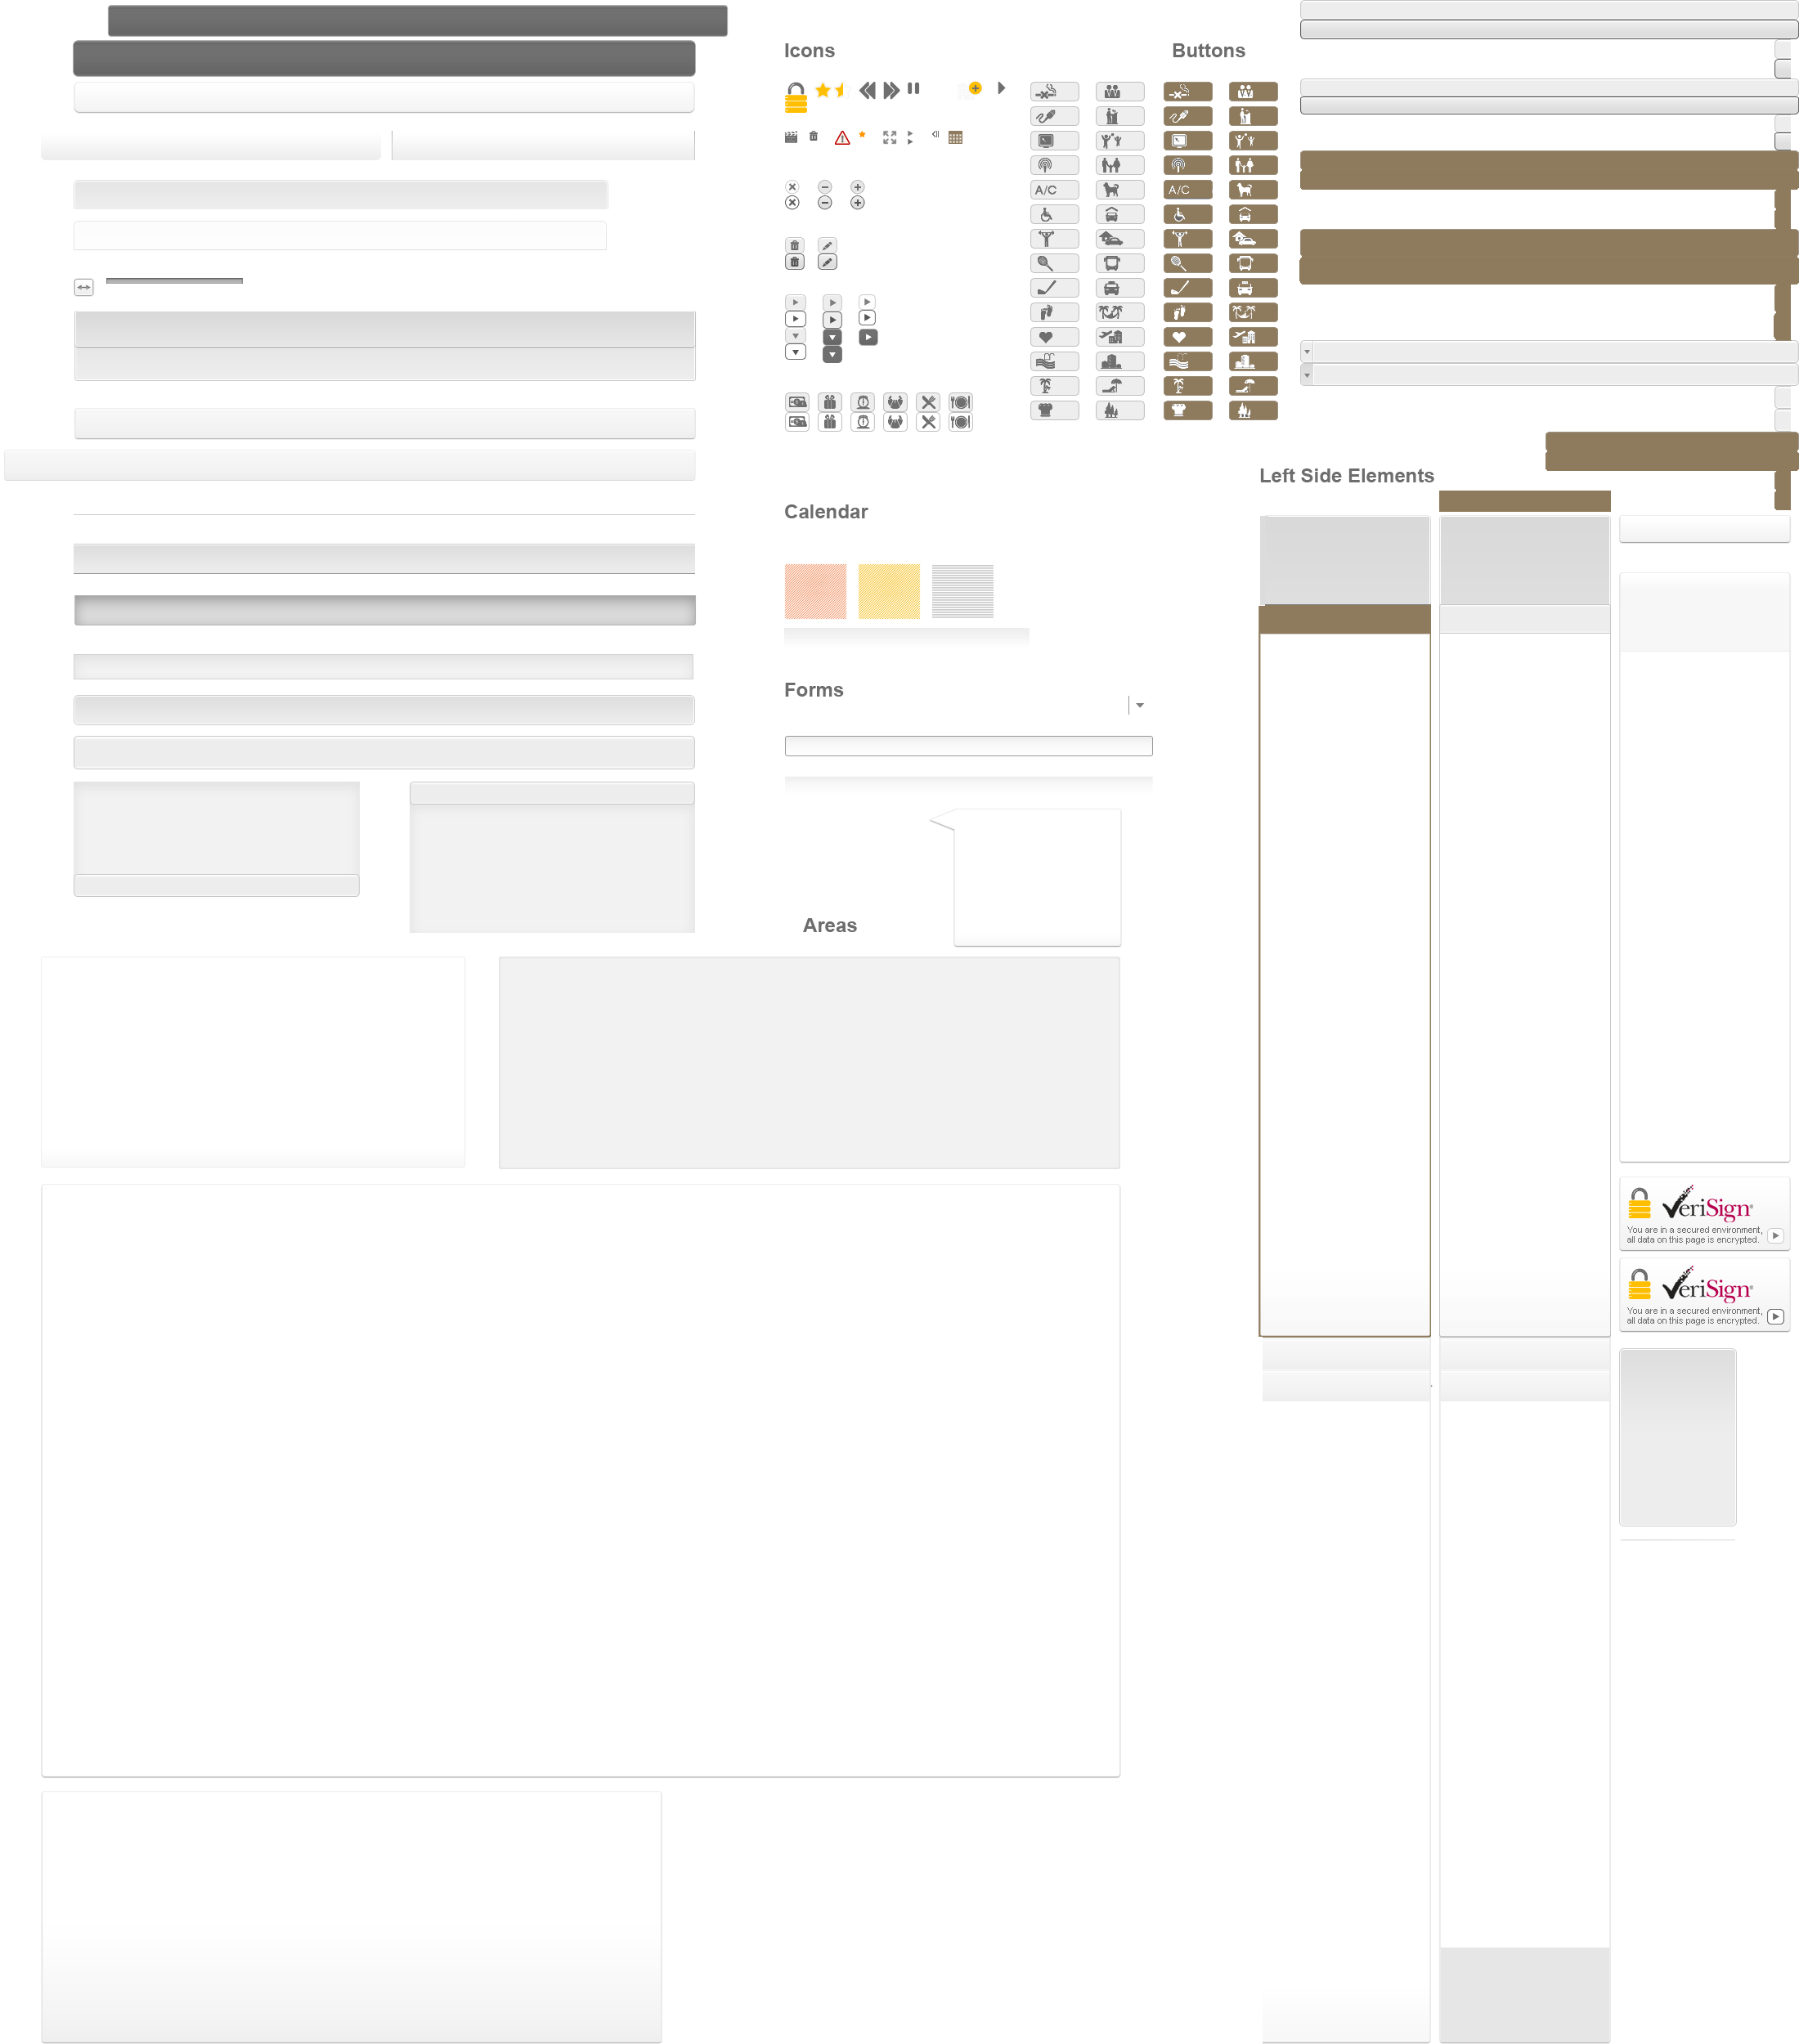 Icons
Buttons
A/C
A/C
Left Side Elements
Calendar
Forms
Areas
VeriSign®
You are in a secured environment,
all data on this page is encrypted.
VeriSign®
You are in a secured environment,
all data on this page is encrypted.